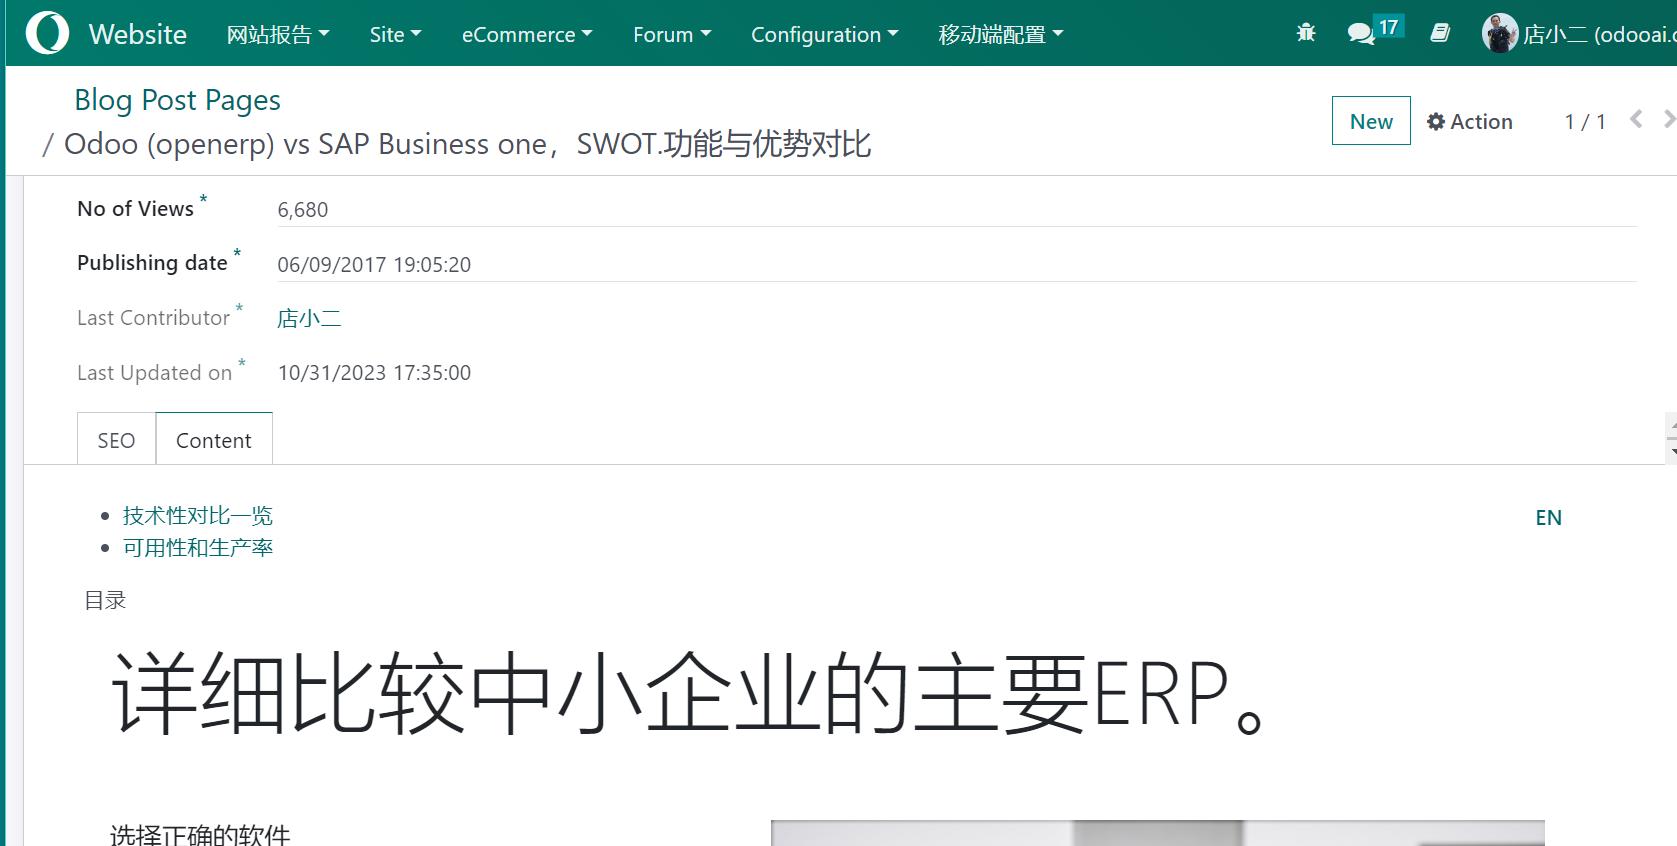 Website 网站报告 Site eCommerce Forum Configuration 移动端配置 17 店小二 (odooai.c
Blog Post Pages
/ Odoo (openerp) vs SAP Business one，SWOT.功能与优势对比
New Action 1 / 1
No of Views * 6,680
Publishing date * 06/09/2017 19:05:20
Last Contributor * 店小二
Last Updated on * 10/31/2023 17:35:00
SEO Content
• 技术性对比一览
EN
• 可用性和生产率
目录
详细比较中小企业的主要ERP。
选择正确的软件